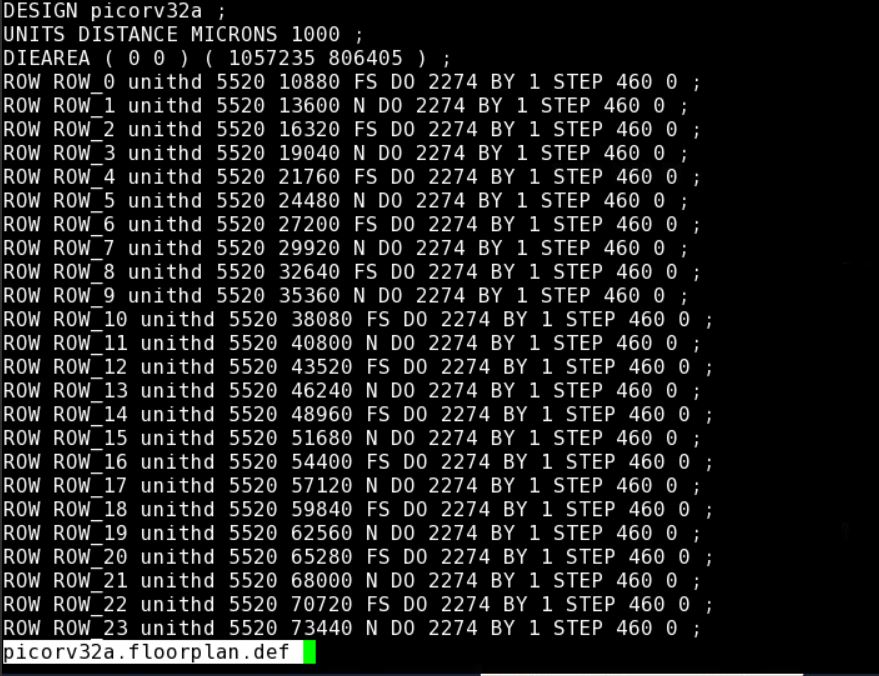 DESIGN picorv32a ;
UNITS DISTANCE MICRONS 1000 ;
DIEAREA ( 0 0 ) ( 1057235 806405 ) ;
ROW ROW_0 unithd 5520 10880 FS DO 2274 BY 1 STEP 460 0 ;
ROW ROW_1 unithd 5520 13600 N DO 2274 BY 1 STEP 460 0 ;
ROW ROW_2 unithd 5520 16320 FS DO 2274 BY 1 STEP 460 0 ;
ROW ROW_3 unithd 5520 19040 N DO 2274 BY 1 STEP 460 0 ;
ROW ROW_4 unithd 5520 21760 FS DO 2274 BY 1 STEP 460 0 ;
ROW ROW_5 unithd 5520 24480 N DO 2274 BY 1 STEP 460 0 ;
ROW ROW_6 unithd 5520 27200 FS DO 2274 BY 1 STEP 460 0 ;
ROW ROW_7 unithd 5520 29920 N DO 2274 BY 1 STEP 460 0 ;
ROW ROW_8 unithd 5520 32640 FS DO 2274 BY 1 STEP 460 0 ;
ROW ROW_9 unithd 5520 35360 N DO 2274 BY 1 STEP 460 0 ;
ROW ROW_10 unithd 5520 38080 FS DO 2274 BY 1 STEP 460 0 ;
ROW ROW_11 unithd 5520 40800 N DO 2274 BY 1 STEP 460 0 ;
ROW ROW_12 unithd 5520 43520 FS DO 2274 BY 1 STEP 460 0 ;
ROW ROW_13 unithd 5520 46240 N DO 2274 BY 1 STEP 460 0 ;
ROW ROW_14 unithd 5520 48960 FS DO 2274 BY 1 STEP 460 0 ;
ROW ROW_15 unithd 5520 51680 N DO 2274 BY 1 STEP 460 0 ;
ROW ROW_16 unithd 5520 54400 FS DO 2274 BY 1 STEP 460 0 ;
ROW ROW_17 unithd 5520 57120 N DO 2274 BY 1 STEP 460 0 ;
ROW ROW_18 unithd 5520 59840 FS DO 2274 BY 1 STEP 460 0 ;
ROW ROW_19 unithd 5520 62560 N DO 2274 BY 1 STEP 460 0 ;
ROW ROW_20 unithd 5520 65280 FS DO 2274 BY 1 STEP 460 0 ;
ROW ROW_21 unithd 5520 68000 N DO 2274 BY 1 STEP 460 0 ;
ROW ROW_22 unithd 5520 70720 FS DO 2274 BY 1 STEP 460 0 ;
ROW ROW_23 unithd 5520 73440 N DO 2274 BY 1 STEP 460 0 ;
picorv32a.floorplan.def